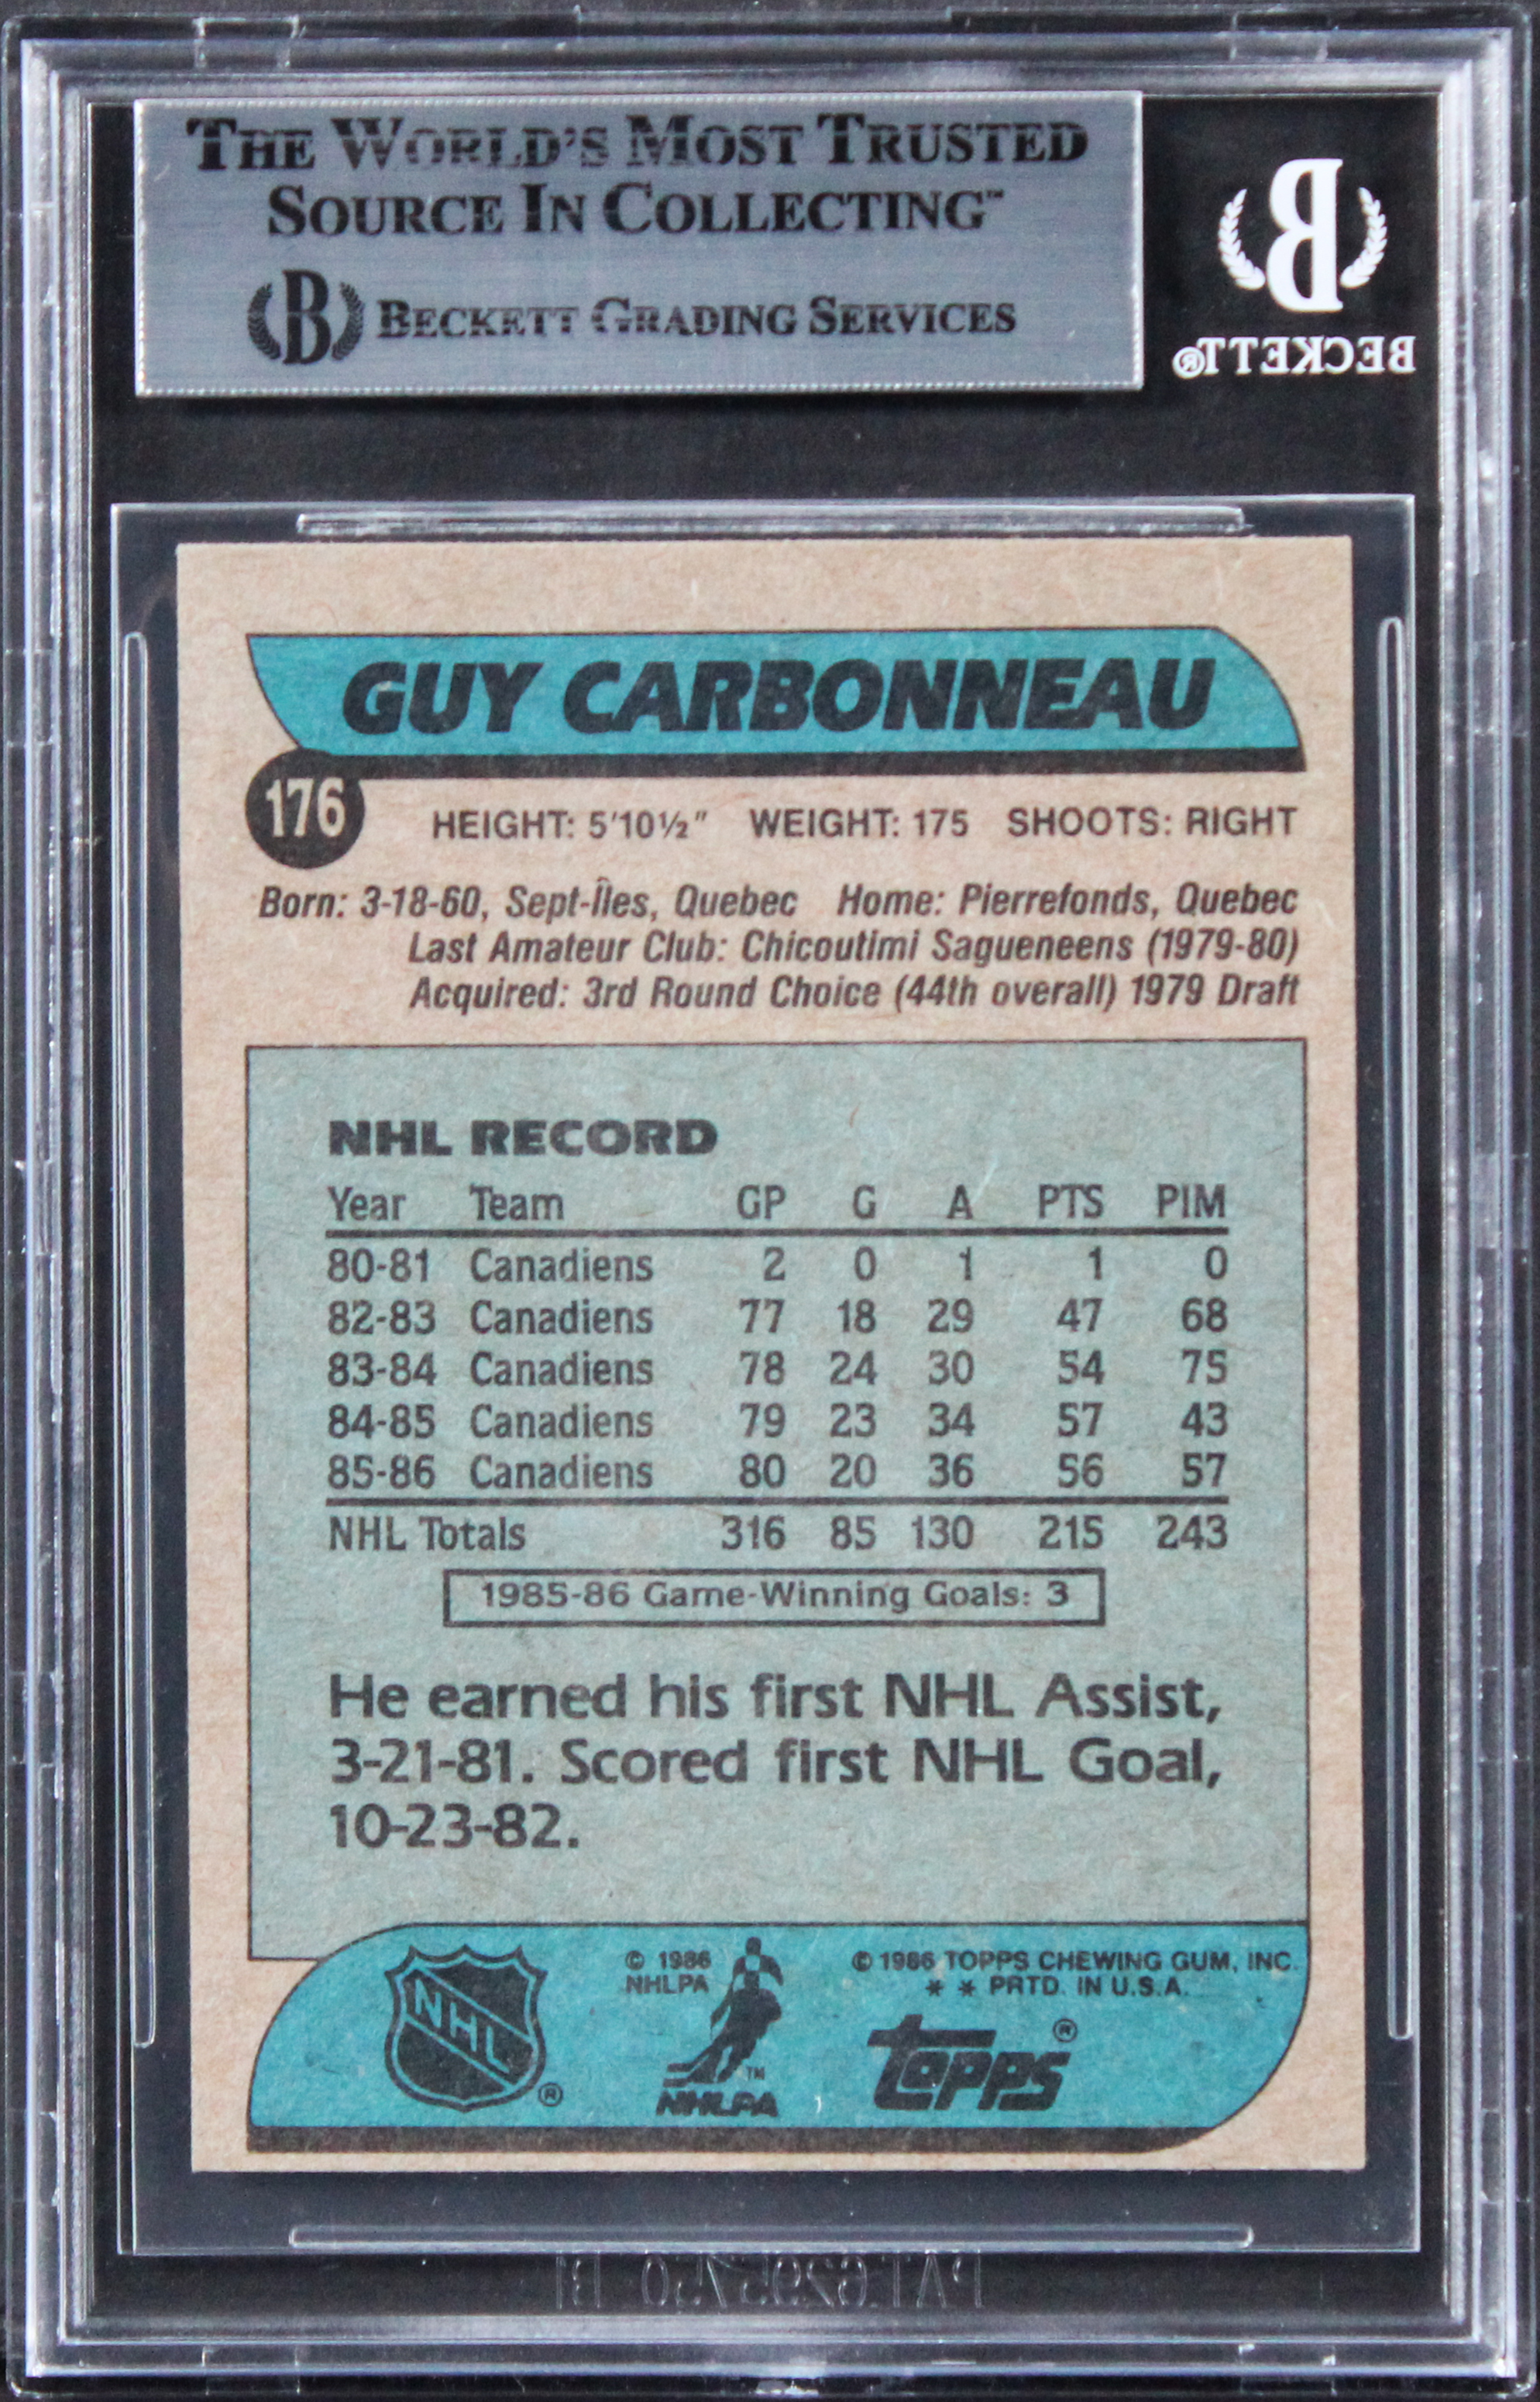 THE WORLD'S MOST TRUSTED
SOURCE IN COLLECTING™
B BECKETT GRADING SERVICES
B
BECKETT®
GUY CARBONNEAU
176
HEIGHT: 5'10½" WEIGHT: 175 SHOOTS: RIGHT
Born: 3-18-60, Sept-Îles, Quebec Home: Pierrefonds, Quebec
Last Amateur Club: Chicoutimi Sagueneens (1979-80)
Acquired: 3rd Round Choice (44th overall) 1979 Draft
NHL RECORD
Year Team GP G A PTS PIM
80-81 Canadiens 2 0 1 1 0
82-83 Canadiens 77 18 29 47 68
83-84 Canadiens 78 24 30 54 75
84-85 Canadiens 79 23 34 57 43
85-86 Canadiens 80 20 36 56 57
NHL Totals 316 85 130 215 243
1985-86 Game-Winning Goals: 3
He earned his first NHL Assist,
3-21-81. Scored first NHL Goal,
10-23-82.
NHL ®
© 1986
NHLPA
TM
NHLPA
© 1986 TOPPS CHEWING GUM, INC.
* * PRTD. IN U.S.A.
topps ®